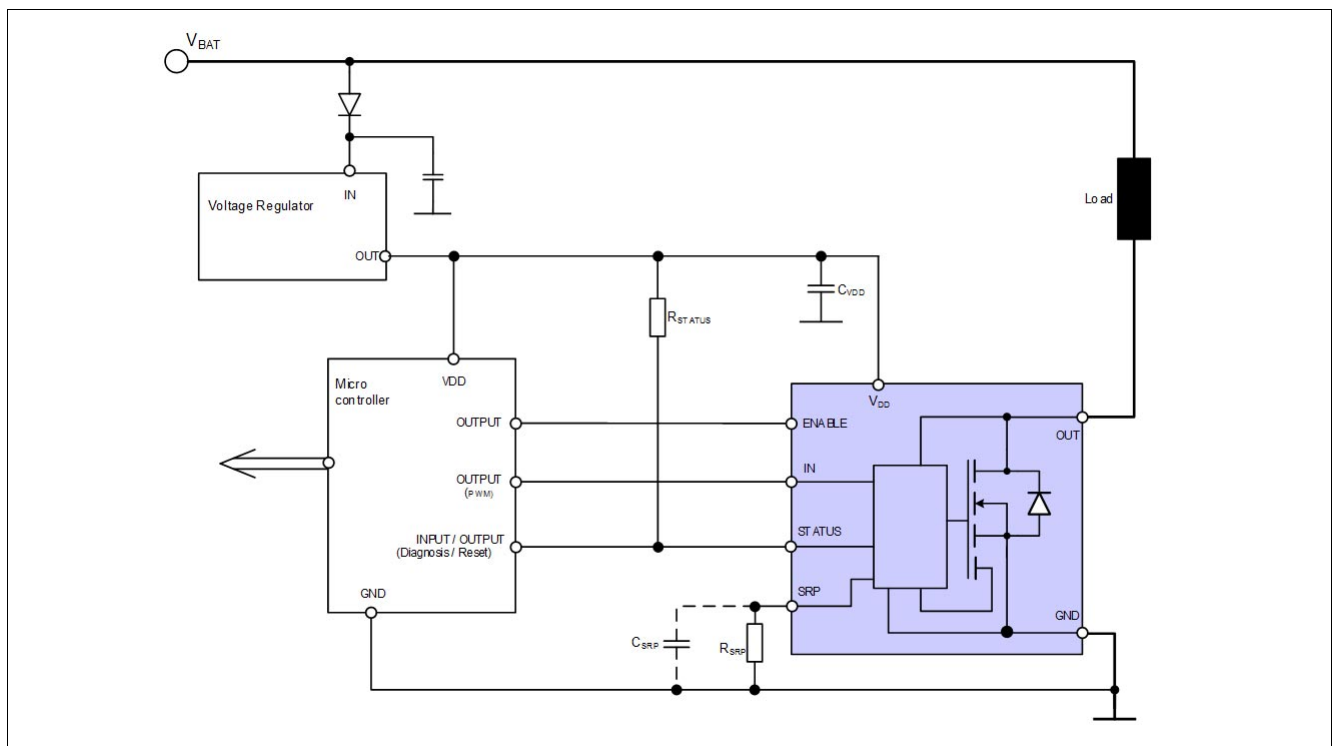 VBAT
IN
Voltage Regulator
OUT
CVDD
RSTATUS
Load
VDD
Micro
controller
VDD
OUTPUT
ENABLE
OUT
OUTPUT
(PWM)
IN
INPUT / OUTPUT
(Diagnosis / Reset)
STATUS
GND
SRP
GND
CSRP
RSRP